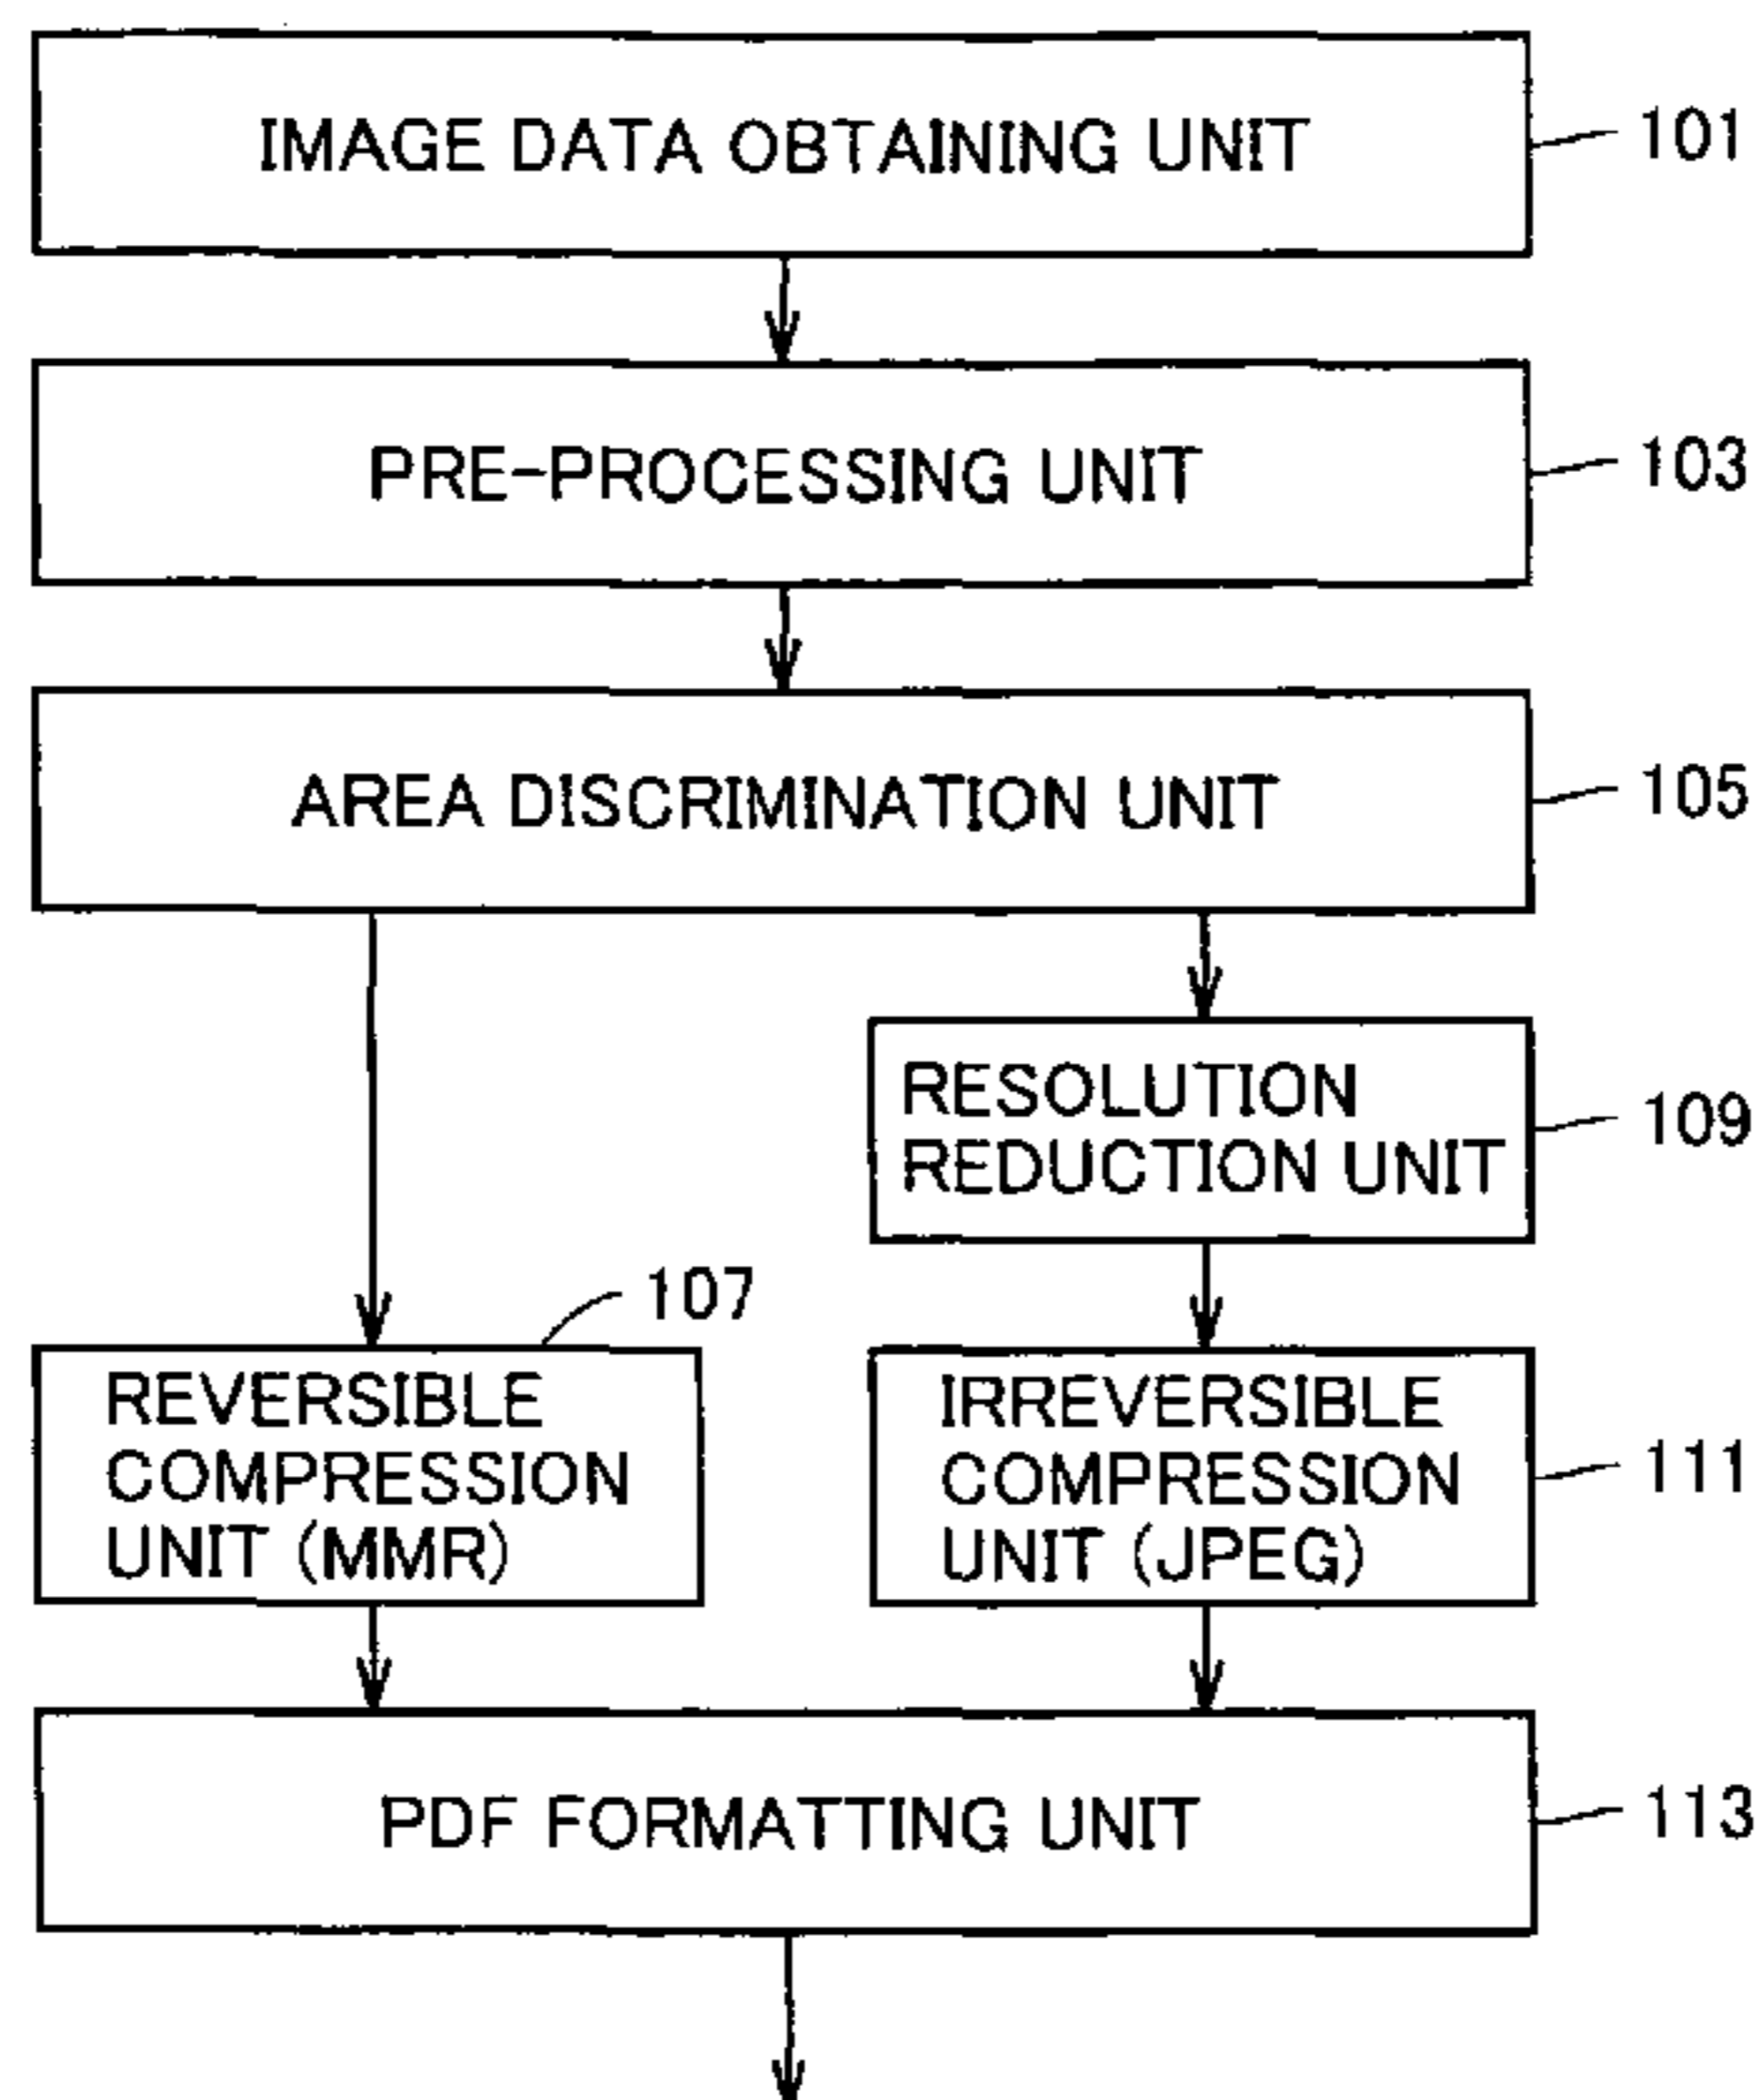 IMAGE DATA OBTAINING UNIT
101
PRE-PROCESSING UNIT
103
AREA DISCRIMINATION UNIT
105
RESOLUTION
REDUCTION UNIT
109
107
REVERSIBLE
COMPRESSION
UNIT (MMR)
IRREVERSIBLE
COMPRESSION
UNIT (JPEG)
111
PDF FORMATTING UNIT
113